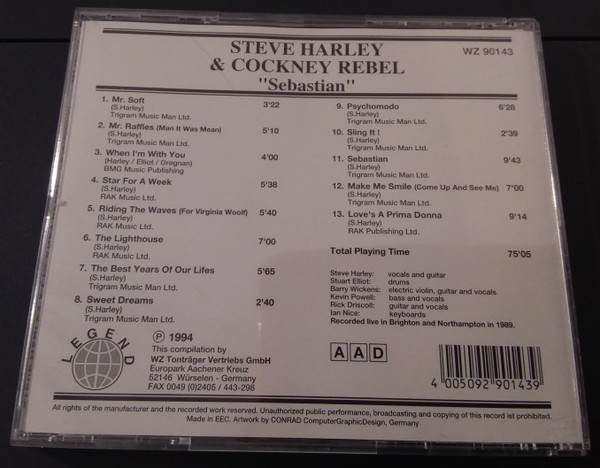 STEVE HARLEY
& COCKNEY REBEL
"Sebastian"
WZ 90143
1. Mr. Soft 3'22
(S.Harley)
Trigram Music Man Ltd.
2. Mr. Raffles (Man It Was Mean) 5'10
(S.Harley)
Trigram Music Man Ltd.
3. When I'm With You 4'00
(Harley / Elliot / Gregnan)
BMG Music Publishing
4. Star For A Week 5'38
(S.Harley)
RAK Music Ltd.
5. Riding The Waves (For Virginia Woolf) 5'40
(S.Harley)
RAK Music Ltd.
6. The Lighthouse 7'00
(S.Harley)
RAK Music Ltd.
7. The Best Years Of Our Lifes 5'65
(S.Harley)
Trigram Music Man Ltd.
8. Sweet Dreams 2'40
(S.Harley)
Trigram Music Man Ltd.
9. Psychomodo 6'28
(S.Harley)
Trigram Music Man Ltd.
10. Sling It ! 2'39
(S.Harley)
Trigram Music Man Ltd.
11. Sebastian 9'43
(S.Harley)
Trigram Music Man Ltd.
12. Make Me Smile (Come Up And See Me) 7'00
(S.Harley)
Trigram Music Man Ltd.
13. Love's A Prima Donna 9'14
(S.Harley)
RAK Publishing Ltd.
Total Playing Time 75'05
Steve Harley: vocals and guitar
Stuart Elliot: drums
Barry Wickens: electric violin, guitar and vocals
Kevin Powell: bass and vocals
Rick Driscoll: guitar and vocals
Ian Nice: keyboards
Recorded live in Brighton and Northampton in 1989.
LEGEND
℗ 1994
This compilation by
WZ Tonträger Vertriebs GmbH
Europark Aachener Kreuz
52146 Würselen - Germany
FAX 0049 (0)2405 / 443-298
A A D
4 005092 901439
All rights of the manufacturer and the recorded work reserved. Unauthorized public performance, broadcasting and copying of this record ist prohibited.
Made in EEC. Artwork by CONRAD ComputerGraphicDesign, Germany